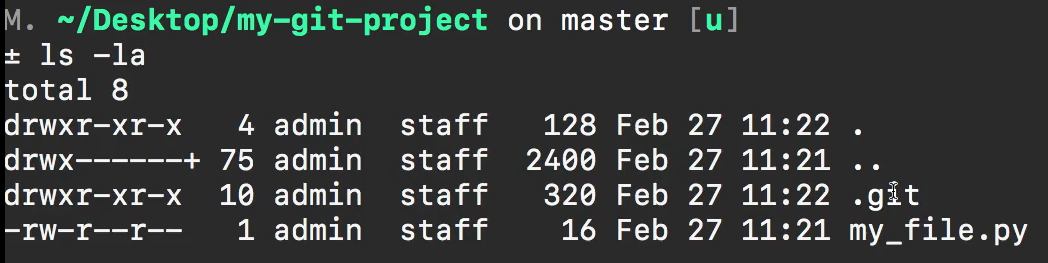 M. ~/Desktop/my-git-project on master [u]
± ls -la
total 8
drwxr-xr-x   4 admin  staff   128 Feb 27 11:22 .
drwx------+ 75 admin  staff  2400 Feb 27 11:21 ..
drwxr-xr-x  10 admin  staff   320 Feb 27 11:22 .git
-rw-r--r--   1 admin  staff    16 Feb 27 11:21 my_file.py